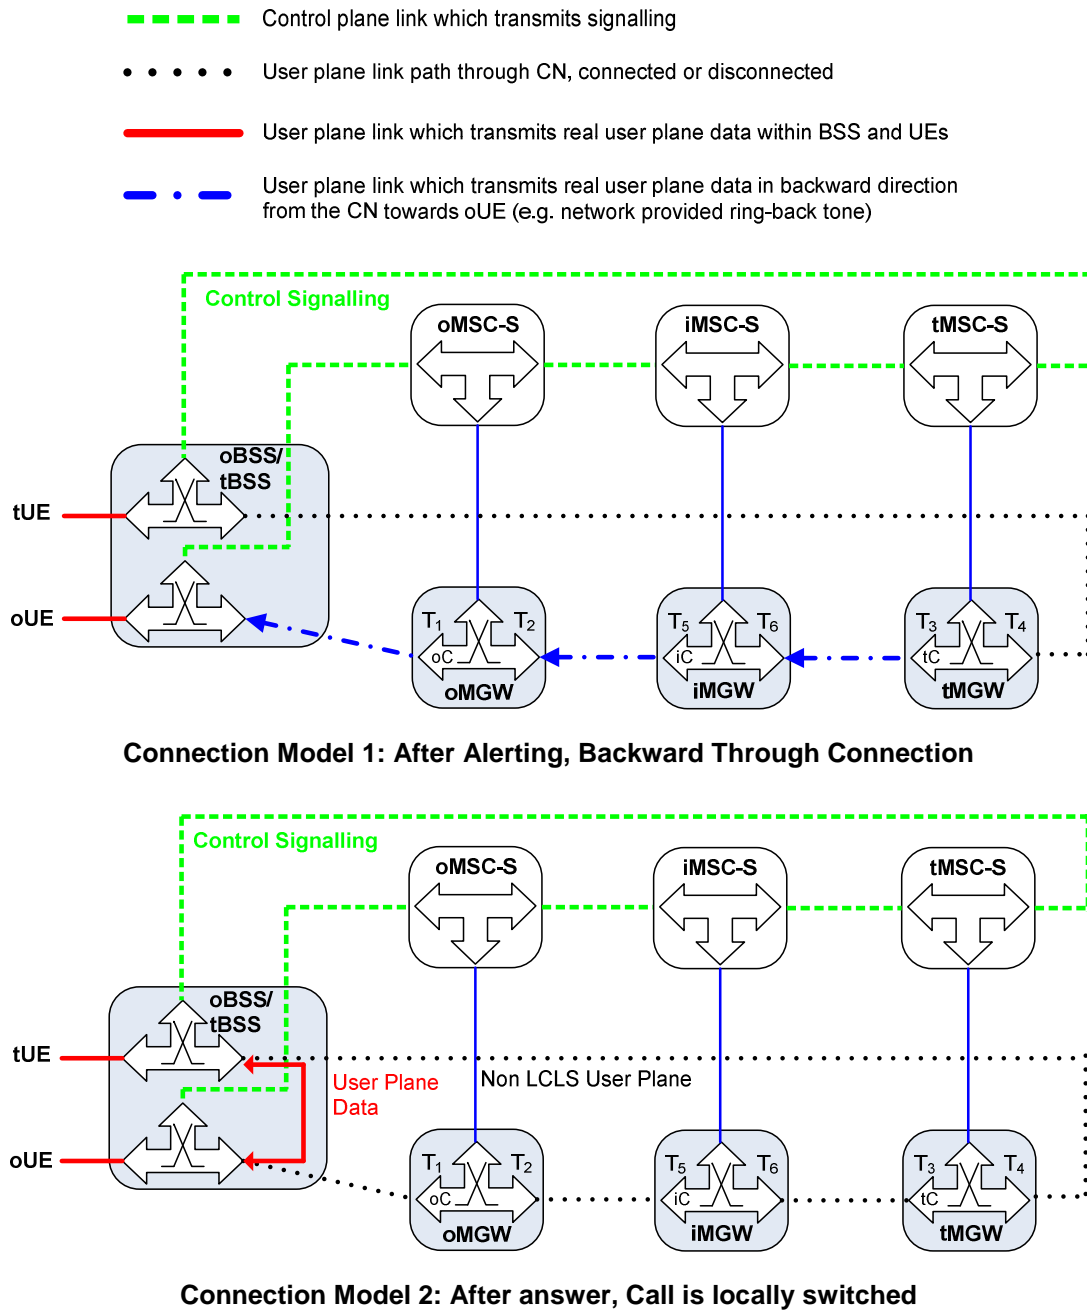 Control plane link which transmits signalling
User plane link path through CN, connected or disconnected
User plane link which transmits real user plane data within BSS and UEs
User plane link which transmits real user plane data in backward direction
from the CN towards oUE (e.g. network provided ring-back tone)
Control Signalling
oMSC-S
iMSC-S
tMSC-S
oBSS/
tBSS
tUE
oUE
T1
T2
oC
oMGW
T5
T6
iC
iMGW
T3
T4
tC
tMGW
Connection Model 1: After Alerting, Backward Through Connection
Control Signalling
oMSC-S
iMSC-S
tMSC-S
oBSS/
tBSS
tUE
User Plane
Data
Non LCLS User Plane
oUE
T1
T2
oC
oMGW
T5
T6
iC
iMGW
T3
T4
tC
tMGW
Connection Model 2: After answer, Call is locally switched